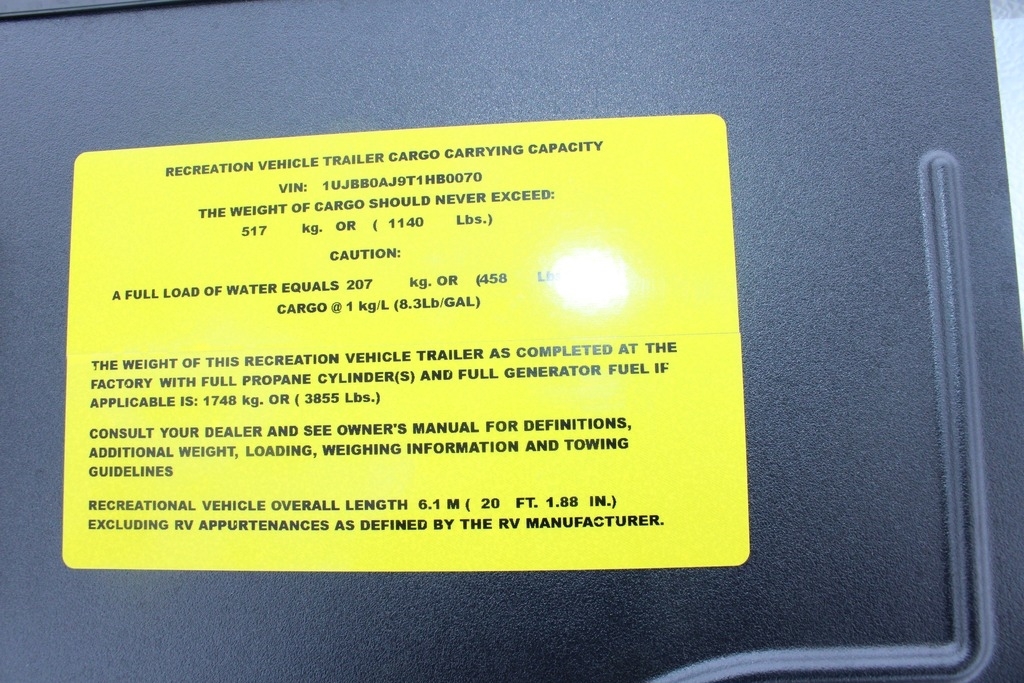 RECREATION VEHICLE TRAILER CARGO CARRYING CAPACITY
VIN: 1UJBB0AJ9T1HB0070
THE WEIGHT OF CARGO SHOULD NEVER EXCEED:
517 kg. OR ( 1140 Lbs.)
CAUTION:
A FULL LOAD OF WATER EQUALS 207 kg. OR (458
CARGO @ 1 kg/L (8.3Lb/GAL)
THE WEIGHT OF THIS RECREATION VEHICLE TRAILER AS COMPLETED AT THE
FACTORY WITH FULL PROPANE CYLINDER(S) AND FULL GENERATOR FUEL IF
APPLICABLE IS: 1748 kg. OR ( 3855 Lbs.)
CONSULT YOUR DEALER AND SEE OWNER'S MANUAL FOR DEFINITIONS,
ADDITIONAL WEIGHT, LOADING, WEIGHING INFORMATION AND TOWING
GUIDELINES
RECREATIONAL VEHICLE OVERALL LENGTH 6.1 M ( 20 FT. 1.88 IN.)
EXCLUDING RV APPURTENANCES AS DEFINED BY THE RV MANUFACTURER.